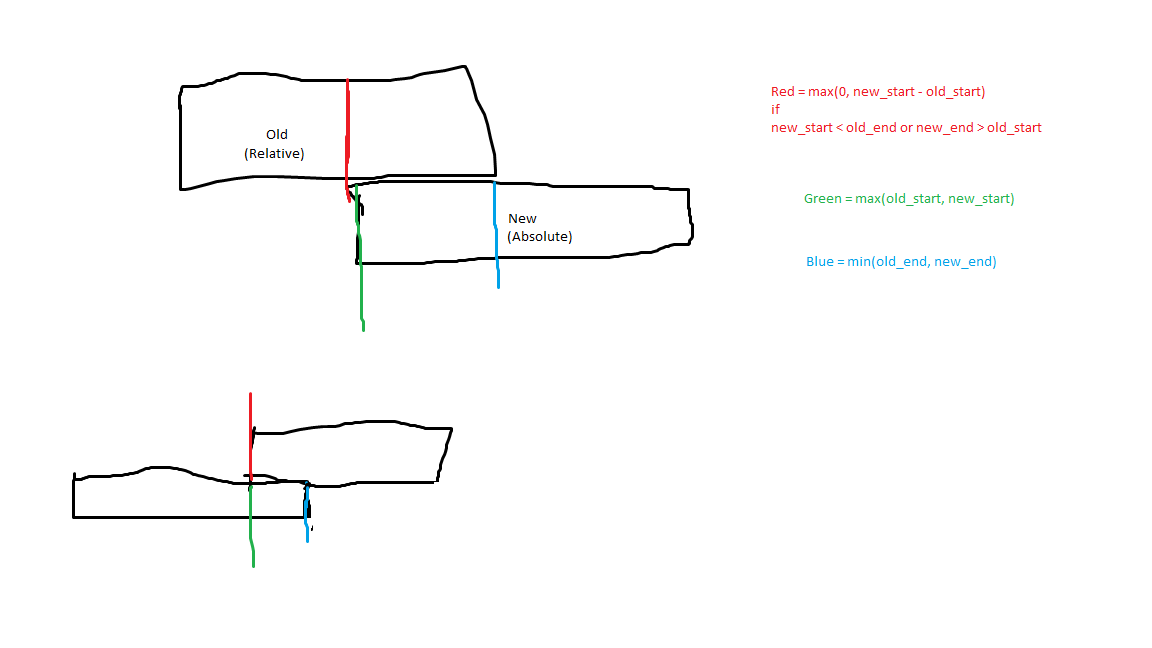 Red = max(0, new_start - old_start)
if
new_start < old_end or new_end > old_start
Old
(Relative)
Green = max(old_start, new_start)
New
(Absolute)
Blue = min(old_end, new_end)